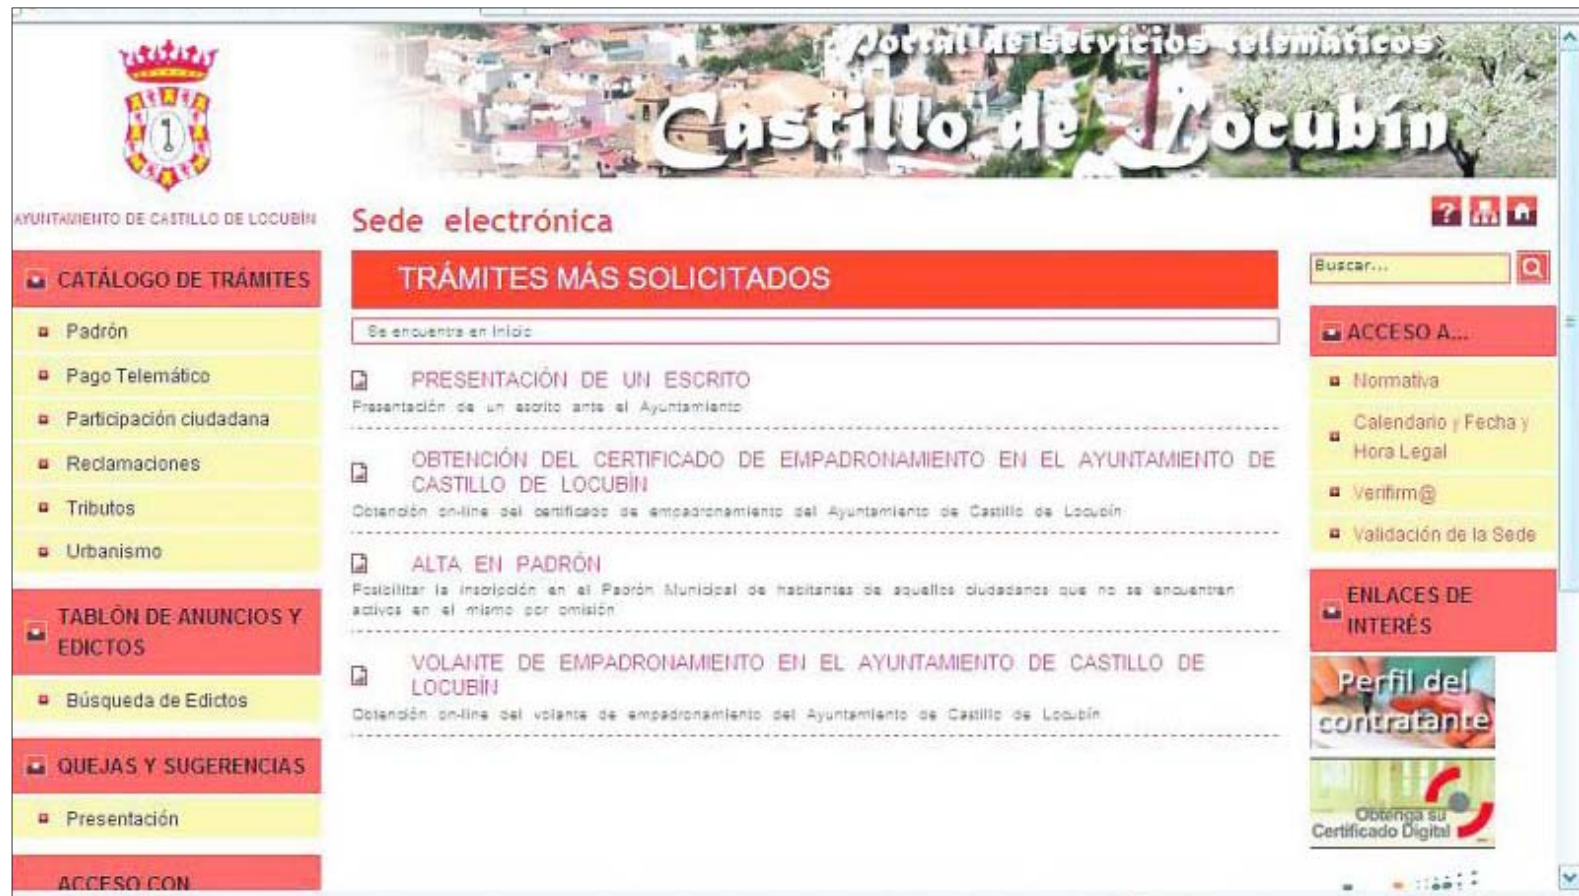 Portal de servicios telemáticos
Castillo de Locubín
AYUNTAMIENTO DE CASTILLO DE LOCUBÍN
Sede electrónica
CATÁLOGO DE TRÁMITES
Padrón
Pago Telemático
Participación ciudadana
Reclamaciones
Tributos
Urbanismo
TABLÓN DE ANUNCIOS Y
EDICTOS
Búsqueda de Edictos
QUEJAS Y SUGERENCIAS
Presentación
ACCESO CON
TRÁMITES MÁS SOLICITADOS
Se encuentra en Inicio
PRESENTACIÓN DE UN ESCRITO
Presentación de un escrito ante el Ayuntamiento
OBTENCIÓN DEL CERTIFICADO DE EMPADRONAMIENTO EN EL AYUNTAMIENTO DE
CASTILLO DE LOCUBÍN
Obtención on-line del certificado de empadronamiento del Ayuntamiento de Castillo de Locubín
ALTA EN PADRÓN
Posibilitar la inscripción en el Padrón Municipal de habitantes de aquellos ciudadanos que no se encuentren
activos en el mismo por omisión
VOLANTE DE EMPADRONAMIENTO EN EL AYUNTAMIENTO DE CASTILLO DE
LOCUBÍN
Obtención on-line del volante de empadronamiento del Ayuntamiento de Castillo de Locubín
Buscar...
ACCESO A...
Normativa
Calendario y Fecha y
Hora Legal
Verifirm@
Validación de la Sede
ENLACES DE
INTERÉS
Perfil del
contratante
Obtenga su
Certificado Digital